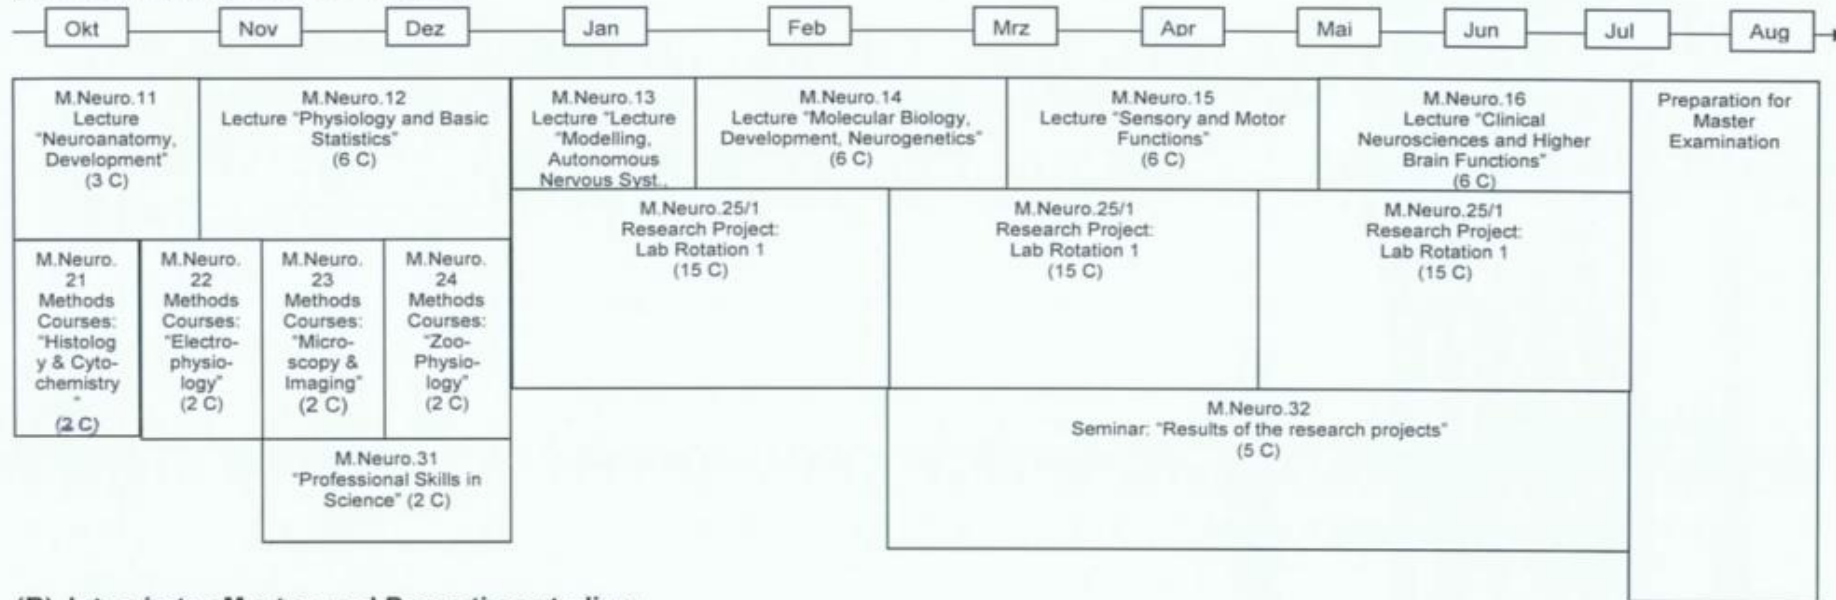 Okt
Nov
Dez
Jan
Feb
Mrz
Apr
Mai
Jun
Jul
Aug
M.Neuro.11
Lecture
"Neuroanatomy,
Development"
(3 C)
M.Neuro.12
Lecture "Physiology and Basic
Statistics"
(6 C)
M.Neuro.13
Lecture "Lecture
"Modelling,
Autonomous
Nervous Syst.,
M.Neuro.14
Lecture "Molecular Biology,
Development, Neurogenetics"
(6 C)
M.Neuro.15
Lecture "Sensory and Motor
Functions"
(6 C)
M.Neuro.16
Lecture "Clinical
Neurosciences and Higher
Brain Functions"
(6 C)
Preparation for
Master
Examination
M.Neuro.25/1
Research Project:
Lab Rotation 1
(15 C)
M.Neuro.25/1
Research Project:
Lab Rotation 1
(15 C)
M.Neuro.25/1
Research Project:
Lab Rotation 1
(15 C)
M.Neuro.
21
Methods
Courses:
"Histolog
y & Cyto-
chemistry
"
(2 C)
M.Neuro.
22
Methods
Courses:
"Electro-
physio-
logy"
(2 C)
M.Neuro.
23
Methods
Courses:
"Micro-
scopy &
Imaging"
(2 C)
M.Neuro.
24
Methods
Courses:
"Zoo-
Physio-
logy"
(2 C)
M.Neuro.31
"Professional Skills in
Science" (2 C)
M.Neuro.32
Seminar: "Results of the research projects"
(5 C)